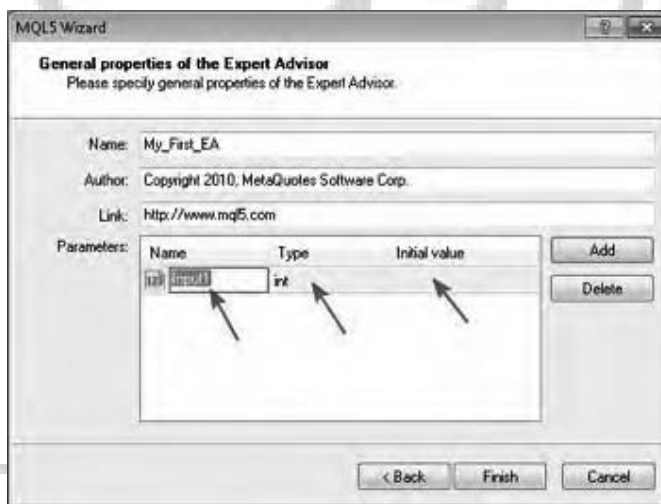 MQL5 Wizard
General properties of the Expert Advisor
Please specify general properties of the Expert Advisor.
Name: My_First_EA
Author: Copyright 2010, MetaQuotes Software Corp.
Link: http://www.mql5.com
Parameters:
Name Type Initial value
Add
123 int
Delete
< Back Finish Cancel